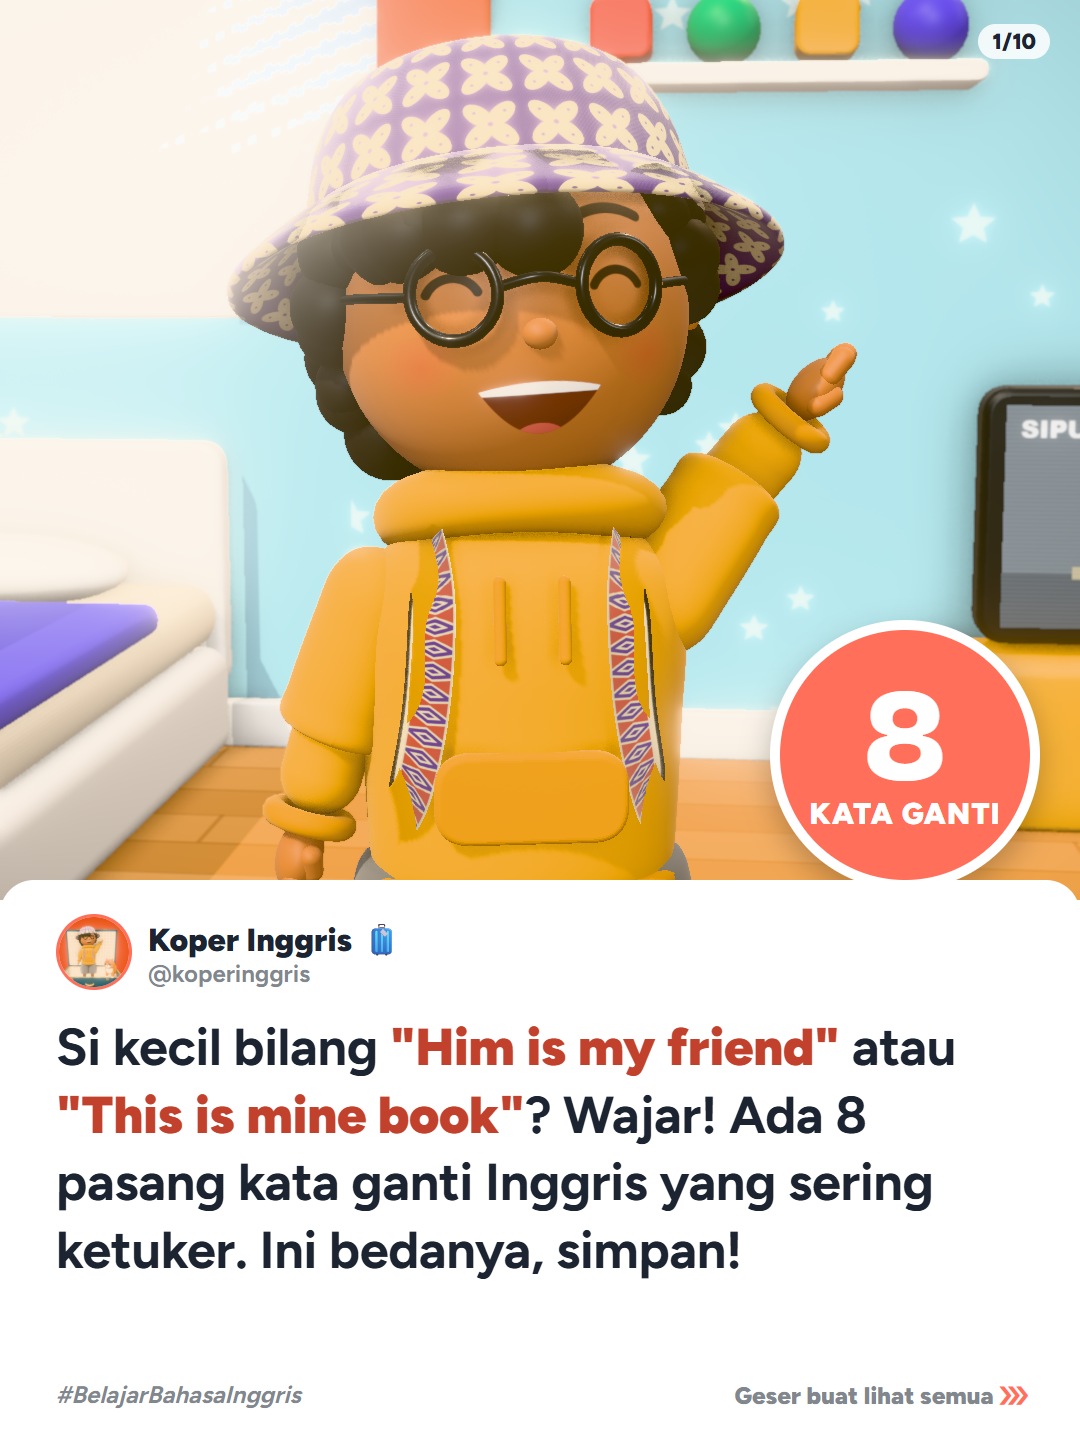 1/10
SIPU
8
KATA GANTI
Koper Inggris
@koperinggris
Si kecil bilang "Him is my friend" atau
"This is mine book"? Wajar! Ada 8
pasang kata ganti Inggris yang sering
ketuker. Ini bedanya, simpan!
#BelajarBahasaInggris
Geser buat lihat semua